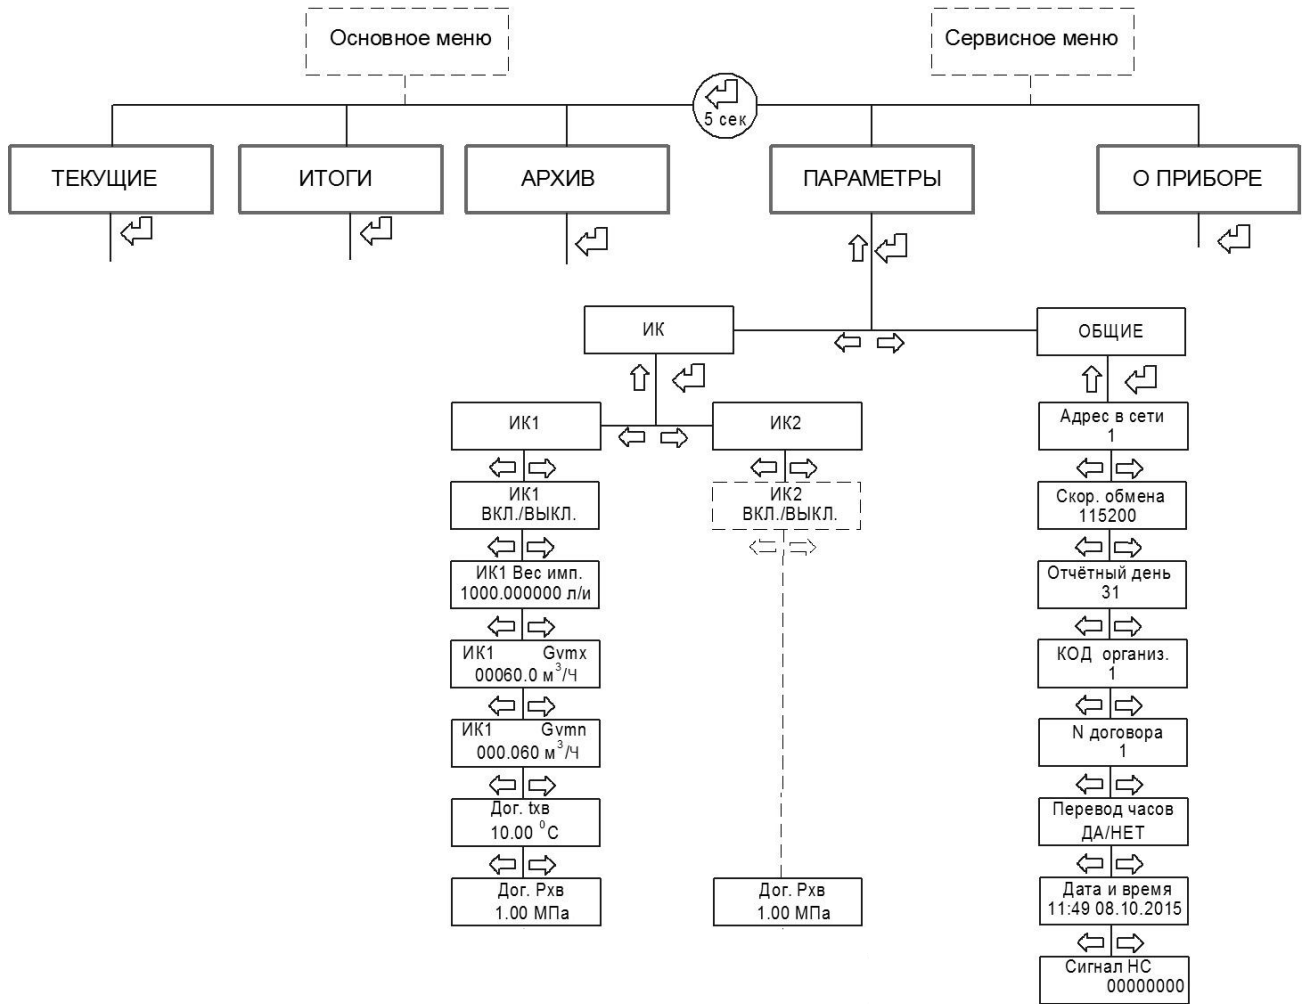 Основное меню
Сервисное меню
5 сек
ТЕКУЩИЕ
ИТОГИ
АРХИВ
ПАРАМЕТРЫ
О ПРИБОРЕ
ИК
ОБЩИЕ
ИК1
ИК2
Адрес в сети
1
ИК1
ВКЛ./ВЫКЛ.
ИК2
ВКЛ./ВЫКЛ.
Скор. обмена
115200
ИК1 Вес имп.
1000.000000 л/и
Отчётный день
31
ИК1 Gvmx
00060.0 м³/Ч
КОД организ.
1
ИК1 Gvmn
000.060 м³/Ч
N договора
1
Дог. tхв
10.00 ⁰С
Перевод часов
ДА/НЕТ
Дог. Рхв
1.00 МПа
Дог. Рхв
1.00 МПа
Дата и время
11:49 08.10.2015
Сигнал НС
00000000